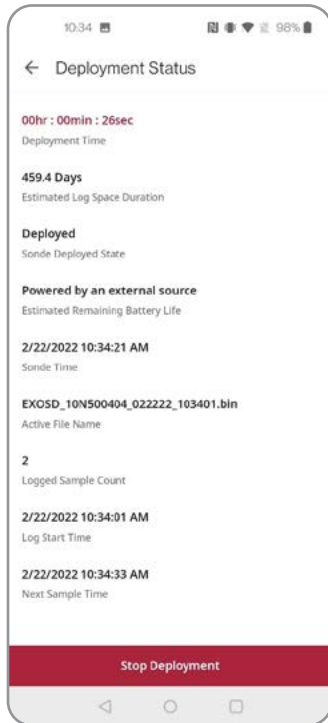 10:34 98%
Deployment Status
00hr : 00min : 26sec
Deployment Time
459.4 Days
Estimated Log Space Duration
Deployed
Sonde Deployed State
Powered by an external source
Estimated Remaining Battery Life
2/22/2022 10:34:21 AM
Sonde Time
EXOSD_10N500404_022222_103401.bin
Active File Name
2
Logged Sample Count
2/22/2022 10:34:01 AM
Log Start Time
2/22/2022 10:34:33 AM
Next Sample Time
Stop Deployment